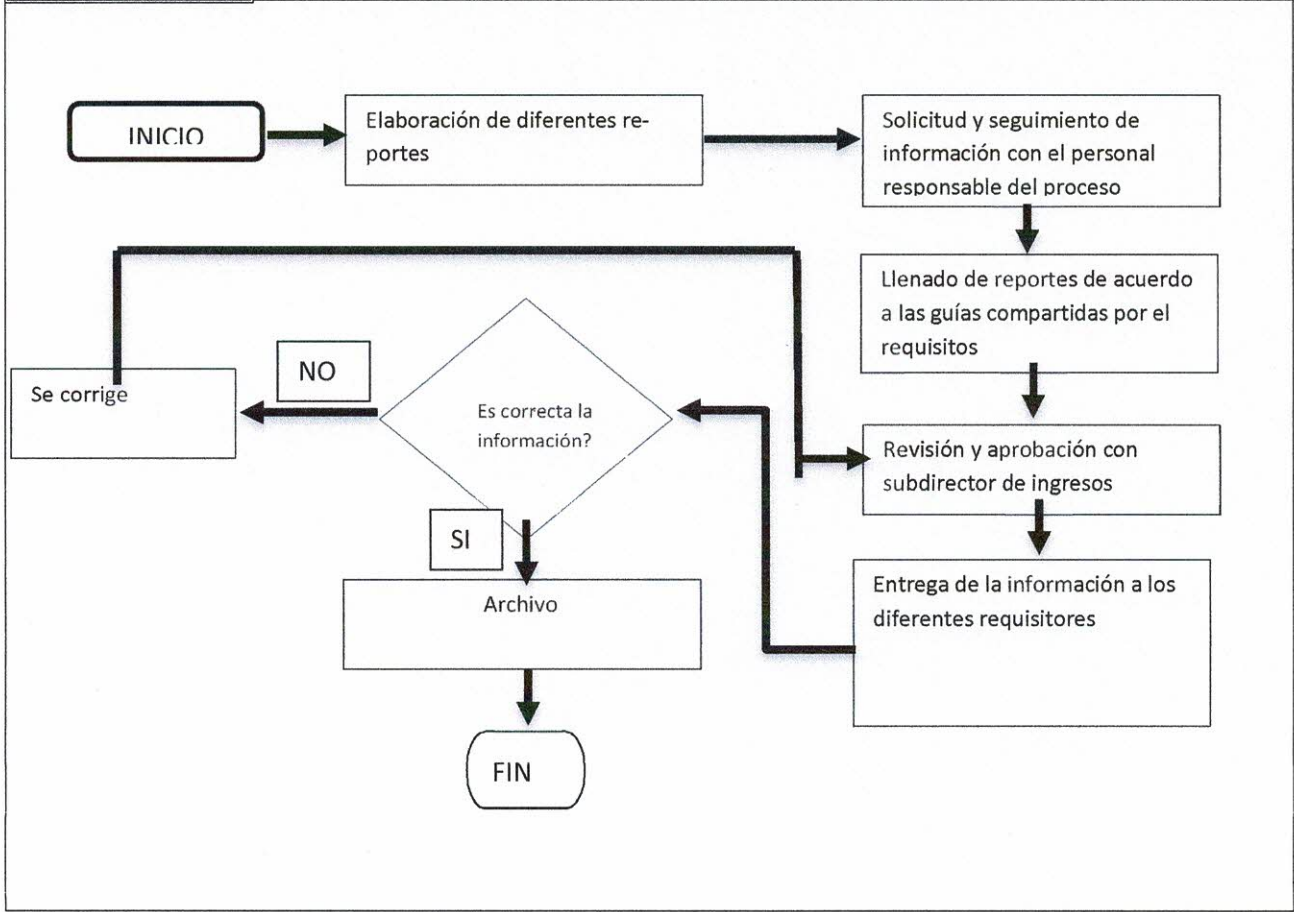 INICIO
Elaboración de diferentes re-
portes
Solicitud y seguimiento de
información con el personal
responsable del proceso
Llenado de reportes de acuerdo
a las guías compartidas por el
requisitos
Revisión y aprobación con
subdirector de ingresos
Entrega de la información a los
diferentes requisitores
Es correcta la
información?
NO
Se corrige
SI
Archivo
FIN